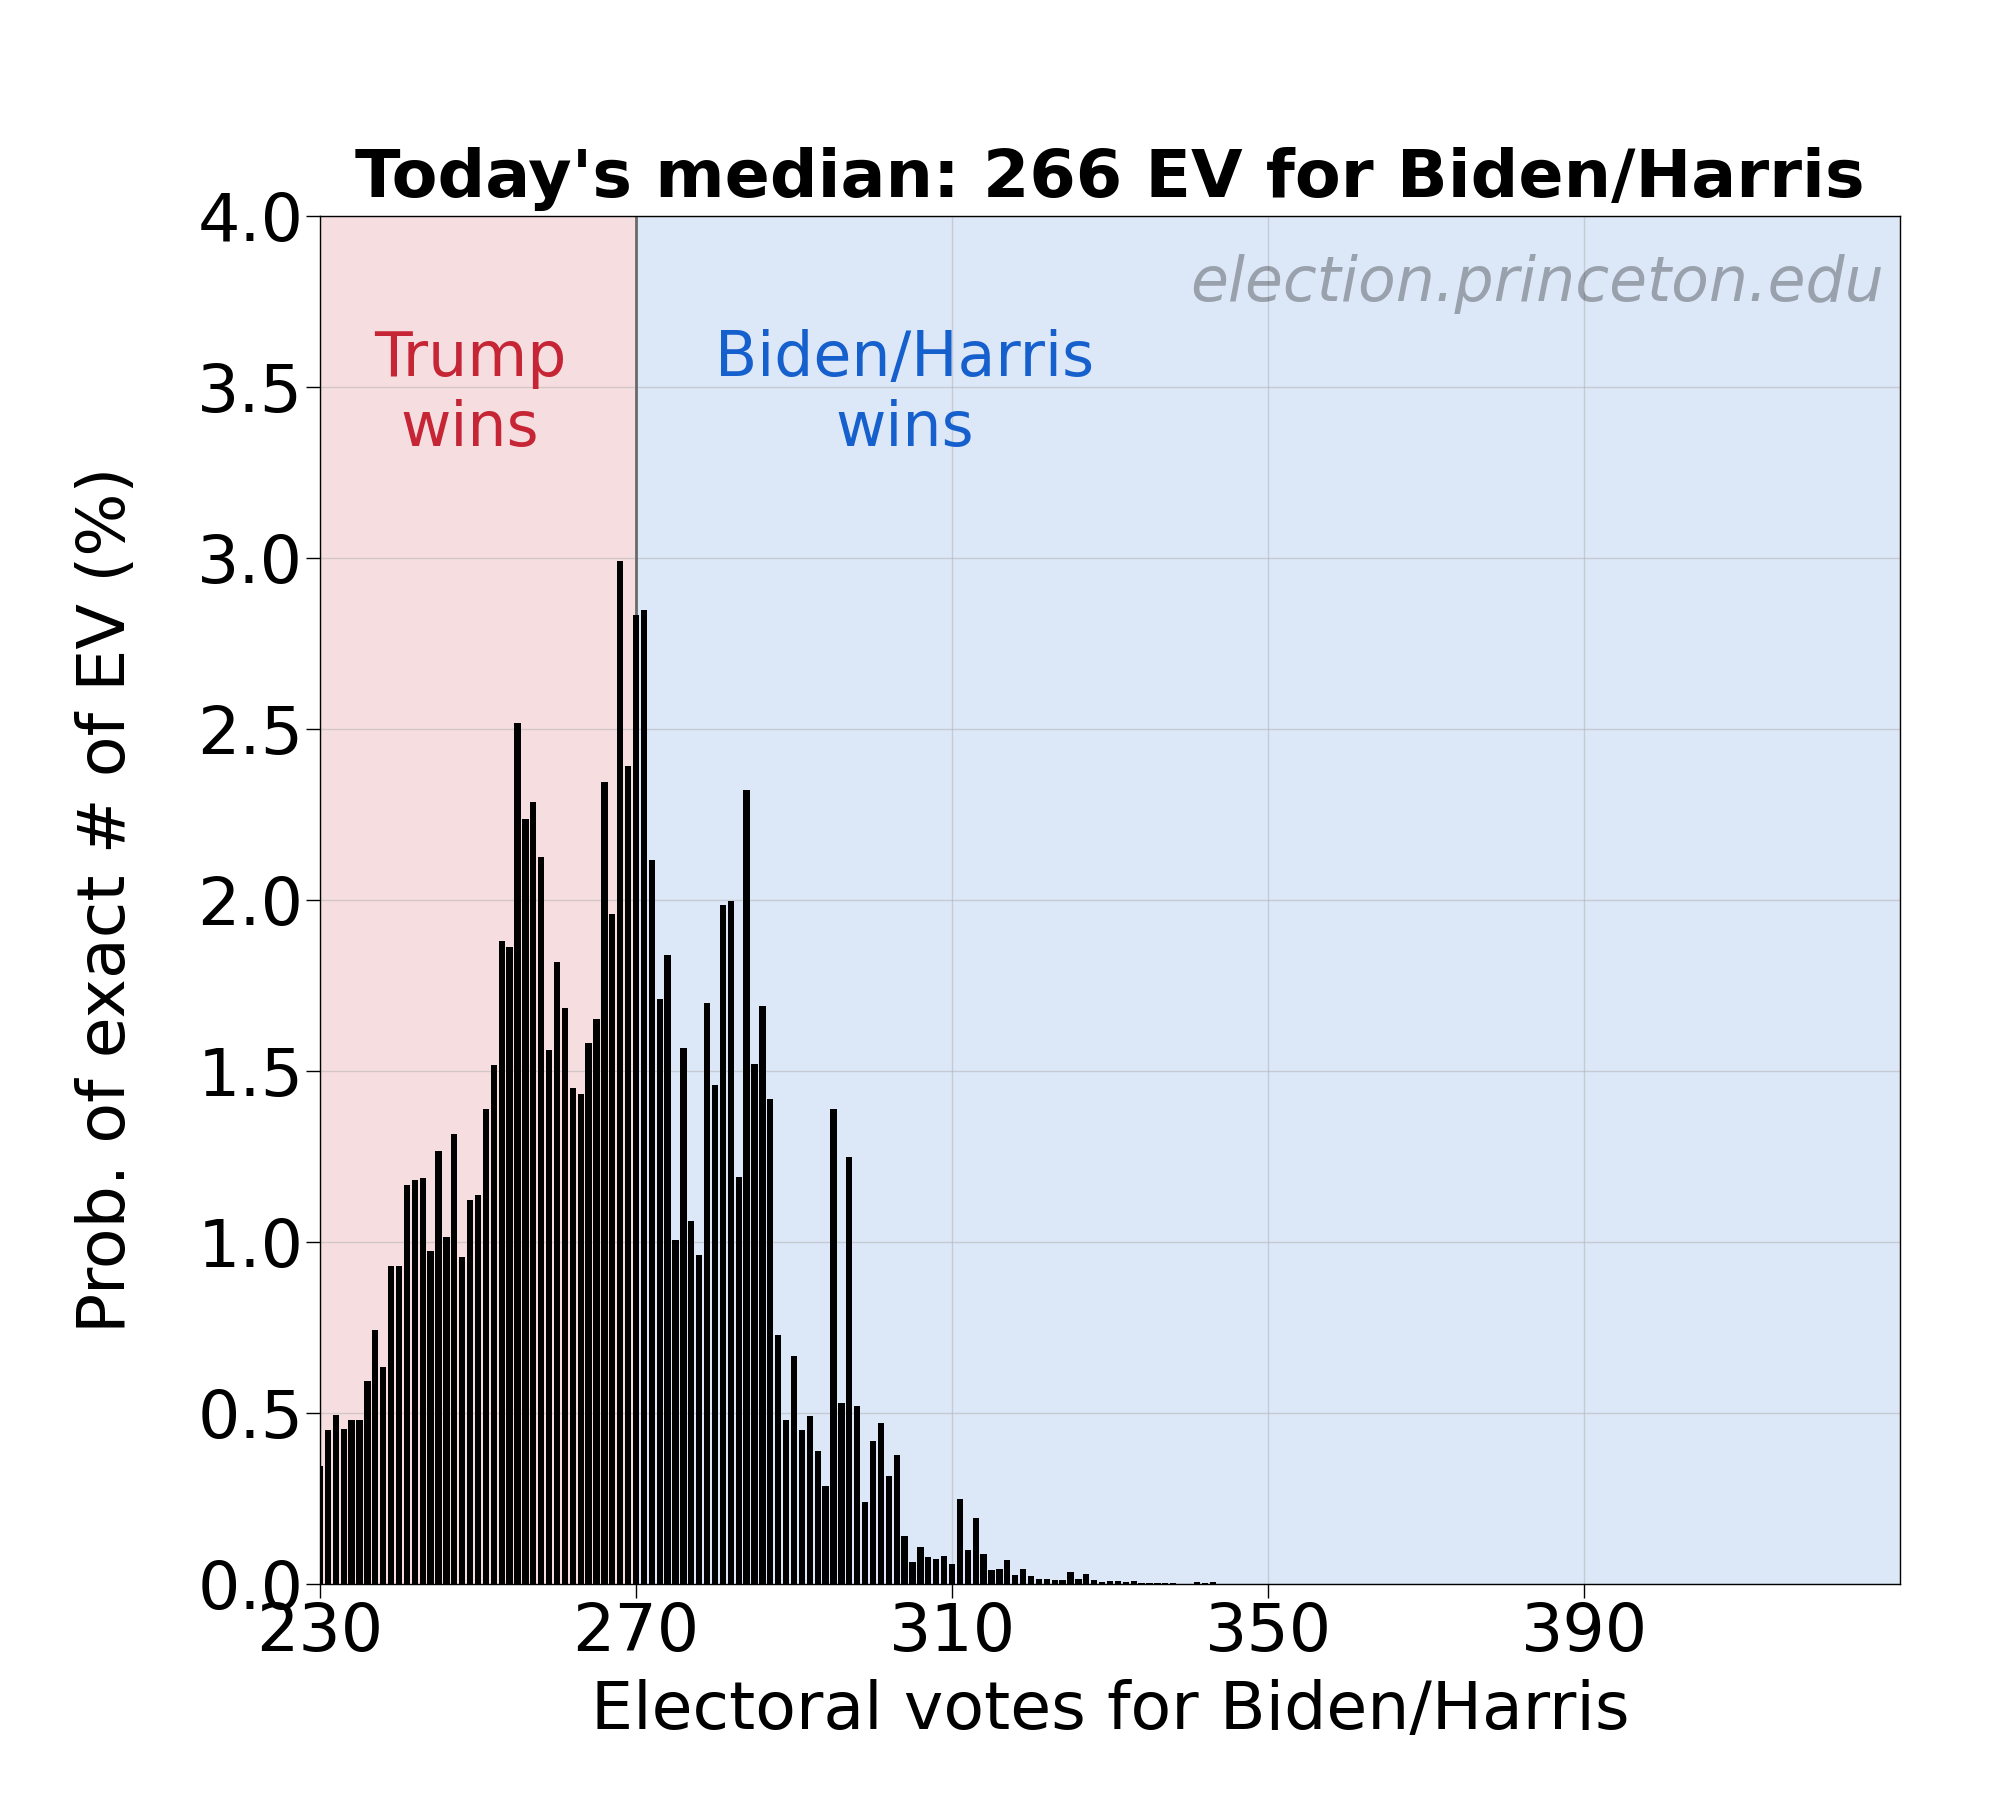 Today's median: 266 EV for Biden/Harris
election.princeton.edu
Trump
wins
Biden/Harris
wins
Prob. of exact # of EV (%)
4.0
3.5
3.0
2.5
2.0
1.5
1.0
0.5
0.0
230
270
310
350
390
Electoral votes for Biden/Harris